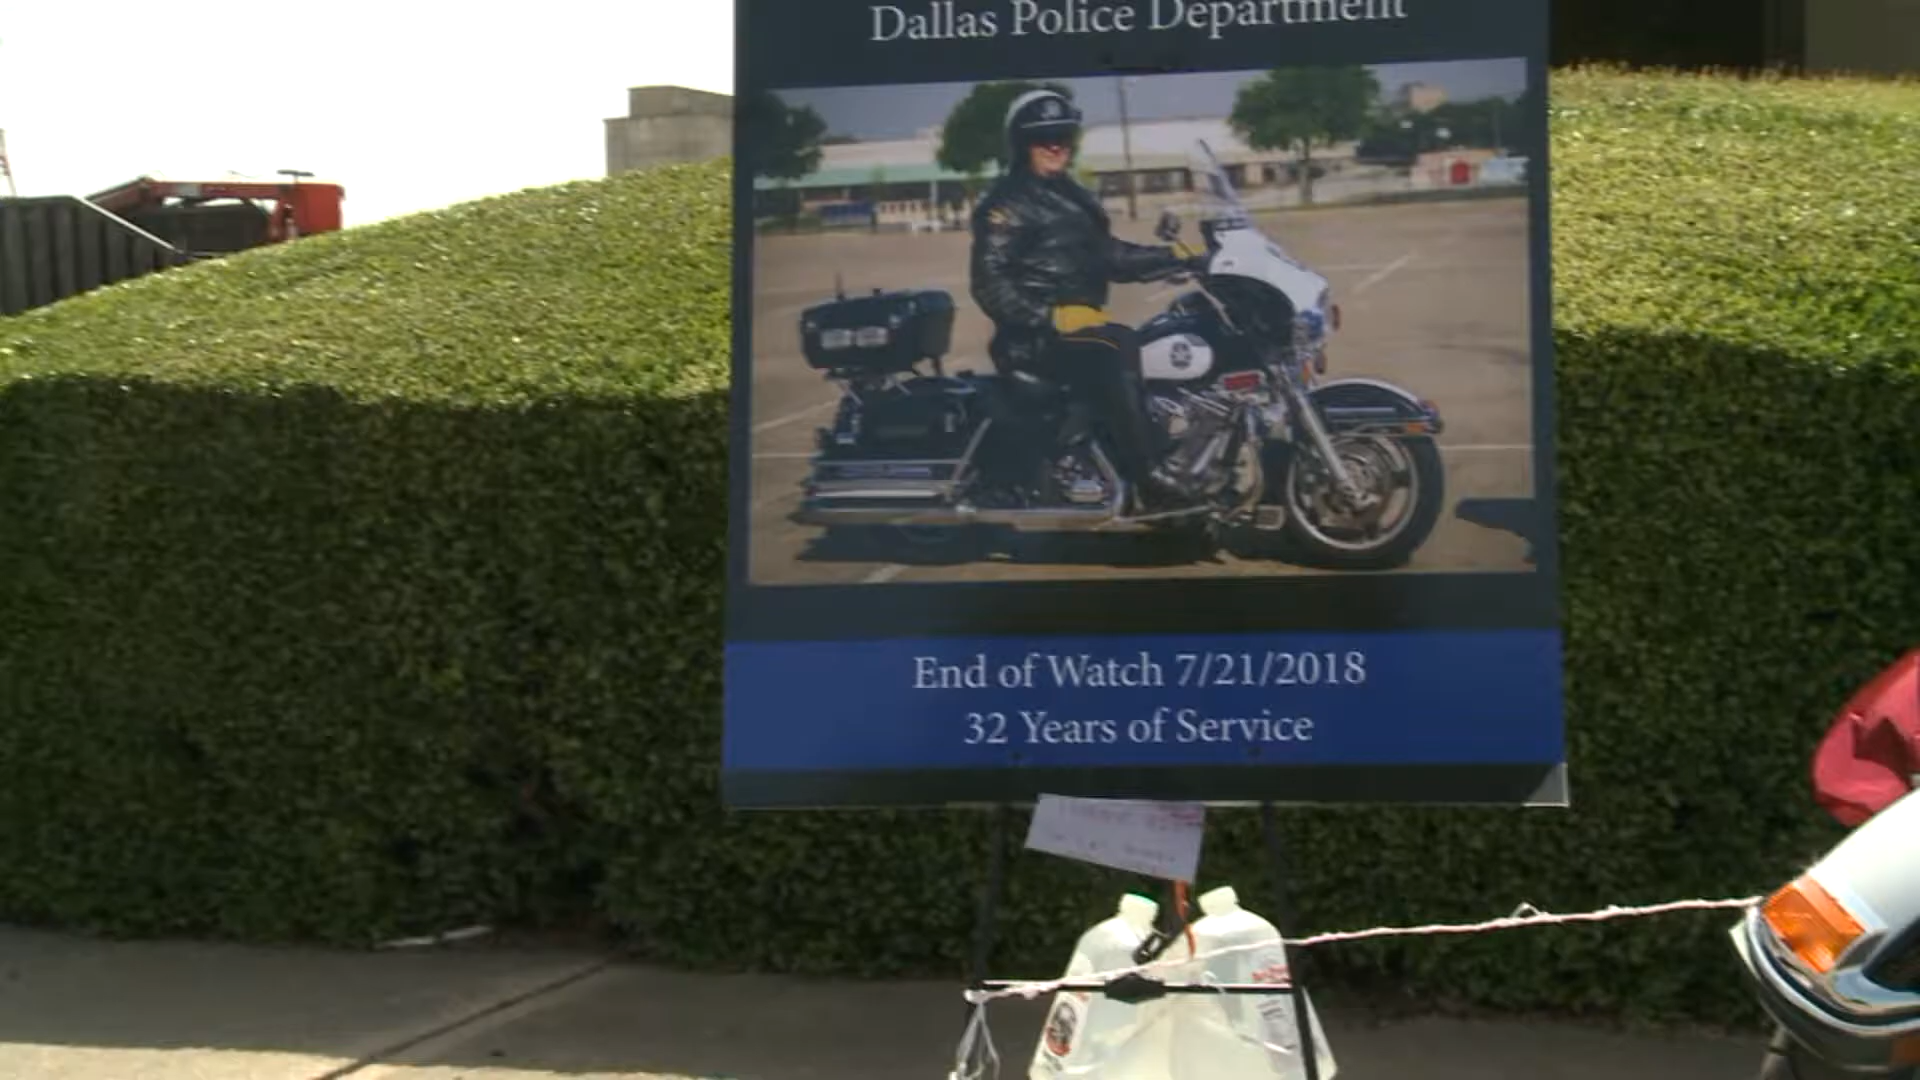 Dallas Police Department
End of Watch 7/21/2018
32 Years of Service